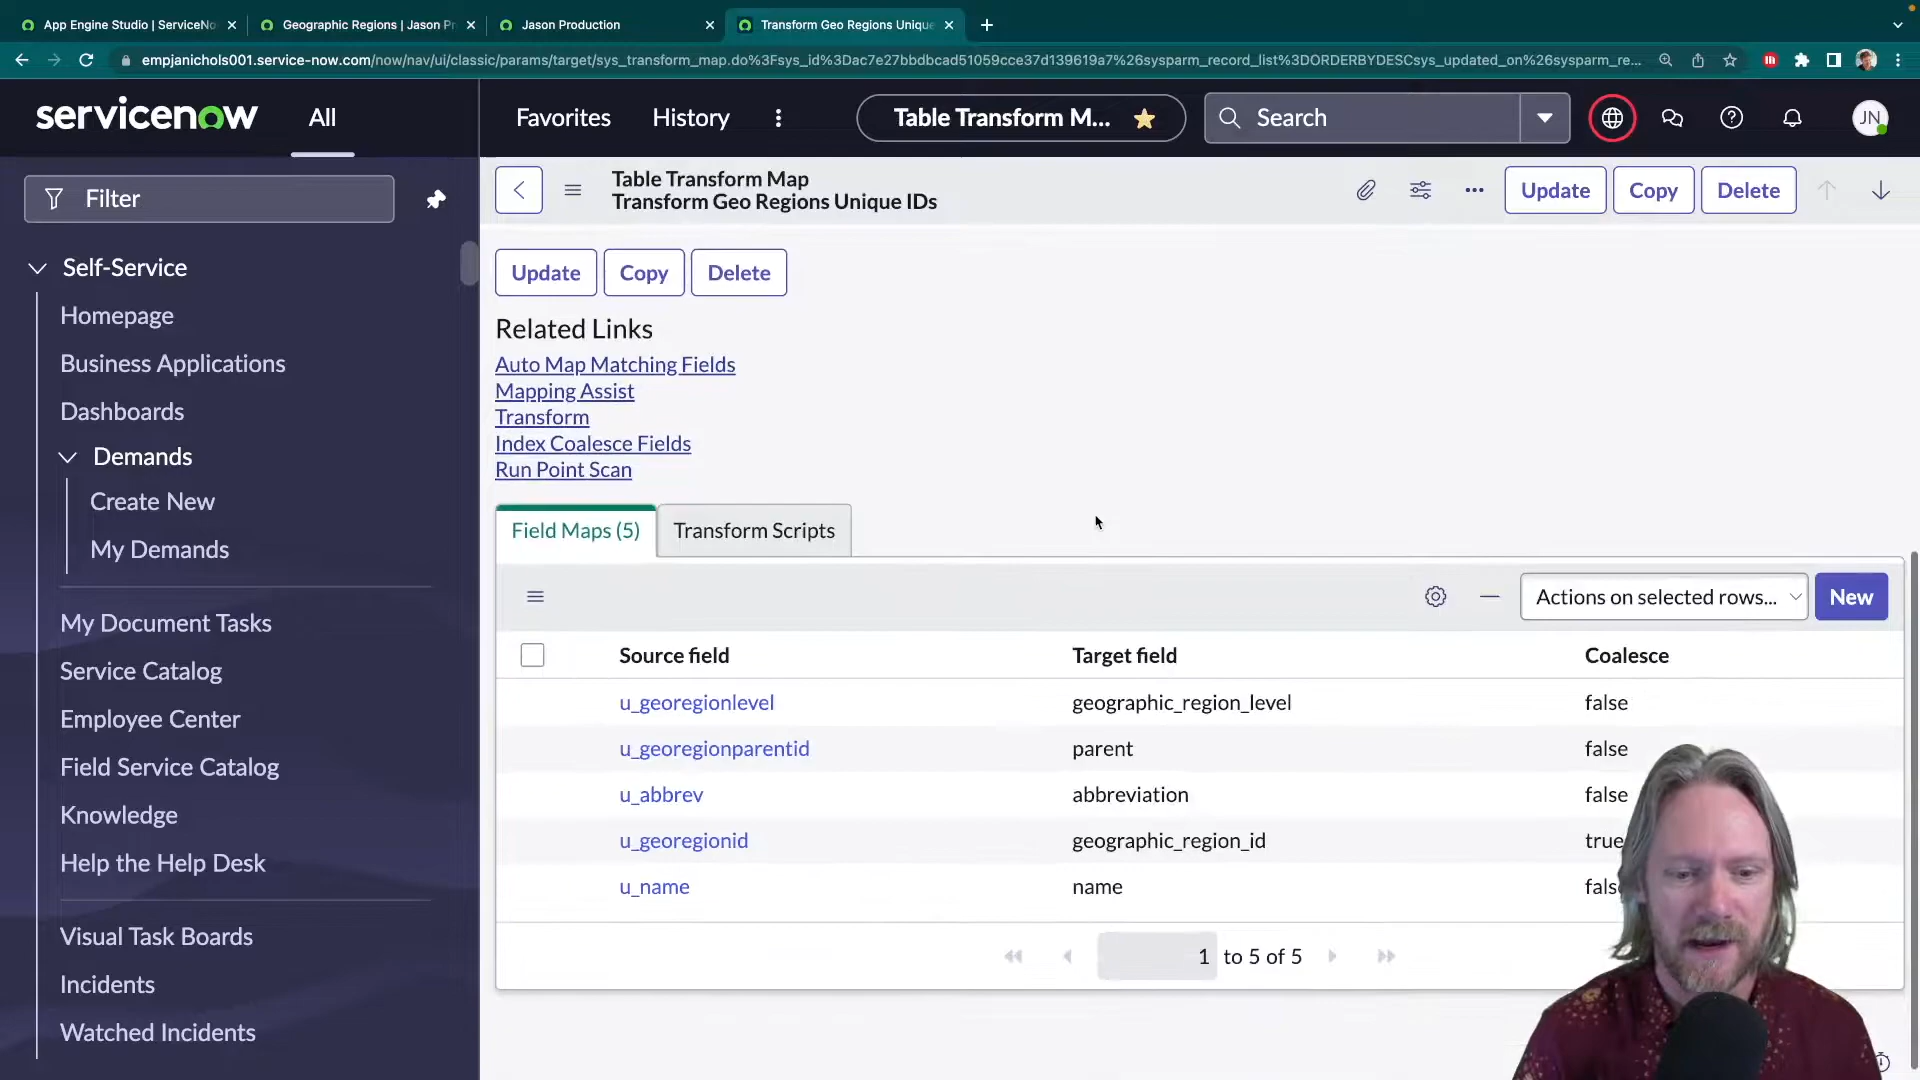 App Engine Studio | ServiceNo
Geographic Regions | Jason Pr
Jason Production
Transform Geo Regions Unique
empjanichols001.service-now.com/now/nav/ui/classic/params/target/sys_transform_map.do%3Fsys_id%3Dac7e27bbdbcad51059cce37d139619a7%26sysparm_record_list%3DORDERBYDESCsys_updated_on%26sysparm_re...
servicenow
All
Favorites
History
Table Transform M...
Search
JN
Filter
Table Transform Map
Transform Geo Regions Unique IDs
Update
Copy
Delete
Self-Service
Homepage
Business Applications
Dashboards
Demands
Create New
My Demands
My Document Tasks
Service Catalog
Employee Center
Field Service Catalog
Knowledge
Help the Help Desk
Visual Task Boards
Incidents
Watched Incidents
Update
Copy
Delete
Related Links
Auto Map Matching Fields
Mapping Assist
Transform
Index Coalesce Fields
Run Point Scan
Field Maps (5)
Transform Scripts
Actions on selected rows...
New
Source field Target field Coalesce
u_georegionlevel geographic_region_level false
u_georegionparentid parent false
u_abbrev abbreviation false
u_georegionid geographic_region_id true
u_name name fals
1 to 5 of 5